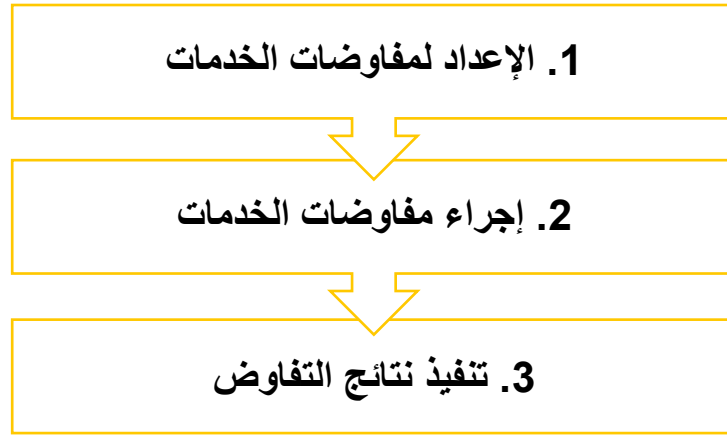 1. الإعداد لمفاوضات الخدمات
2. إجراء مفاوضات الخدمات
3. تنفيذ نتائج التفاوض